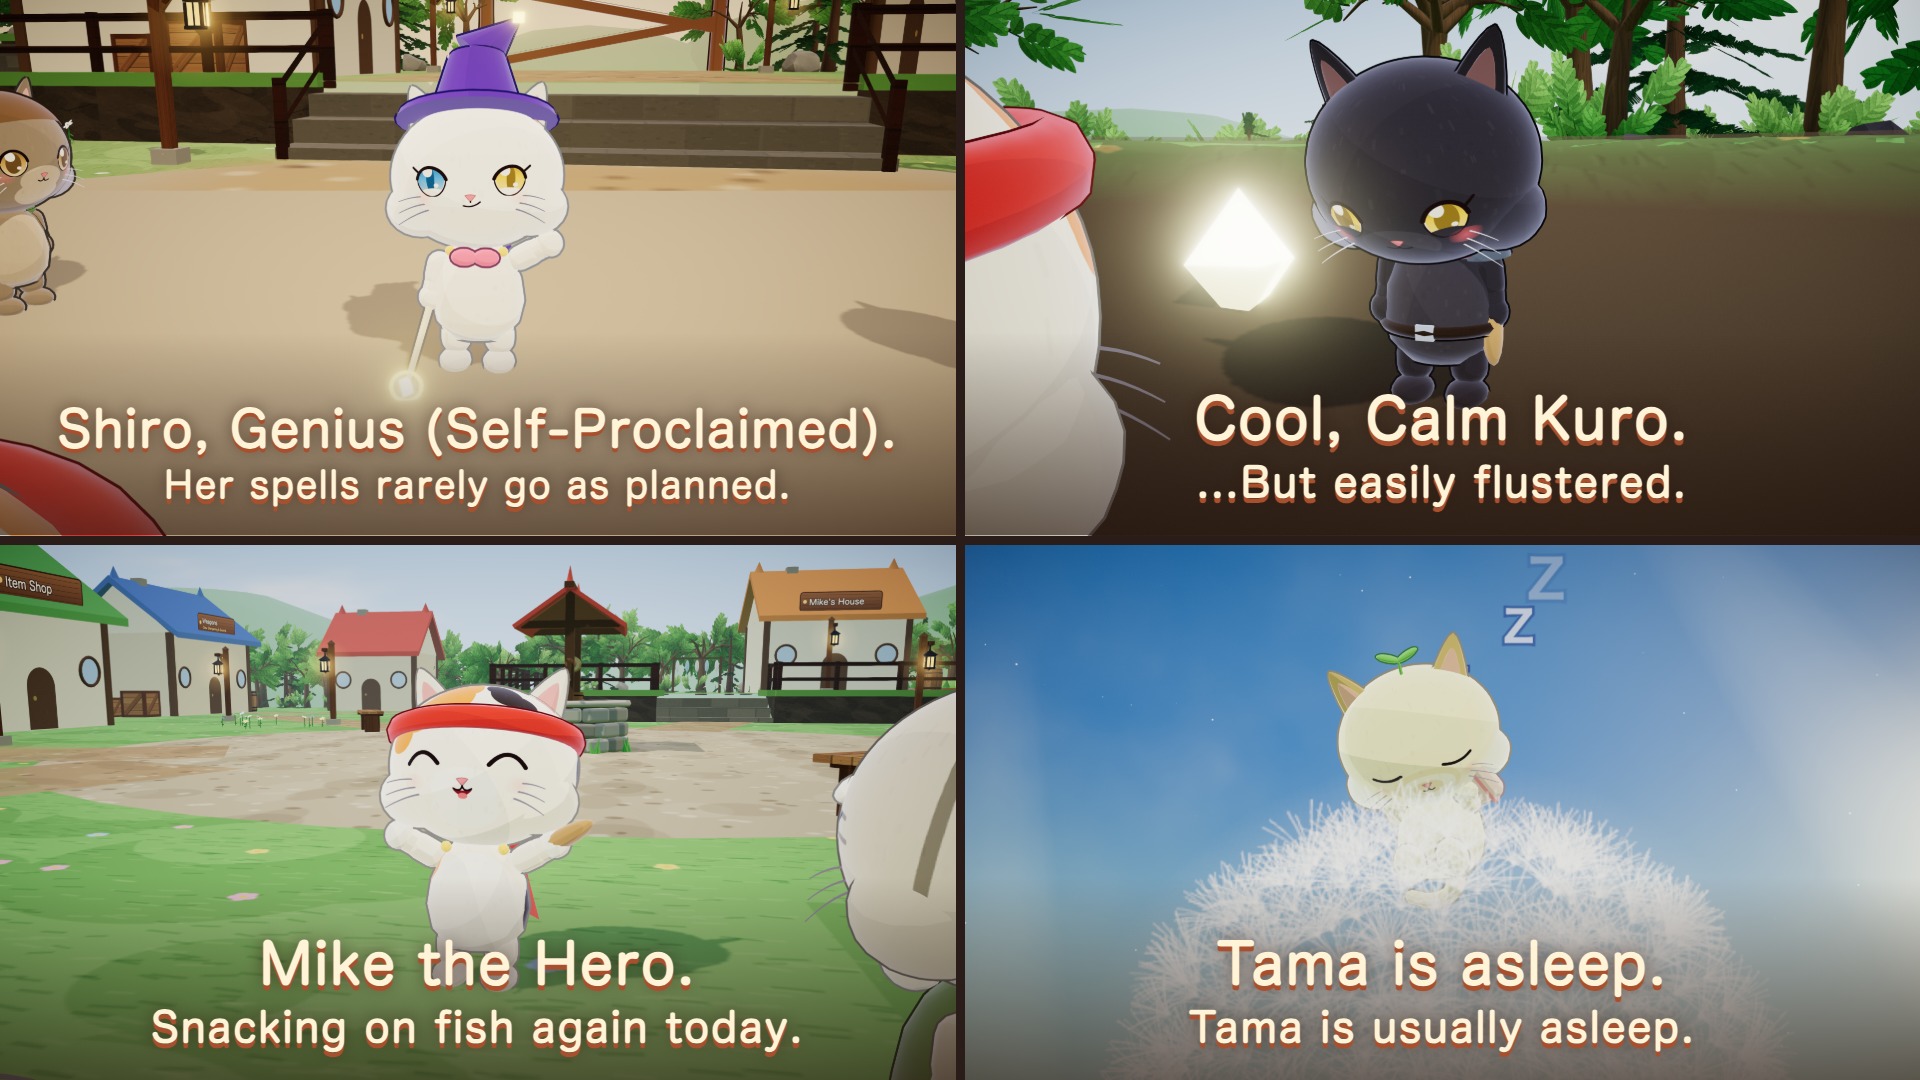 Shiro, Genius (Self-Proclaimed).
Her spells rarely go as planned.
Cool, Calm Kuro.
...But easily flustered.
Item Shop
Weapons
Mike's House
Mike the Hero.
Snacking on fish again today.
Z
Z
Tama is asleep.
Tama is usually asleep.